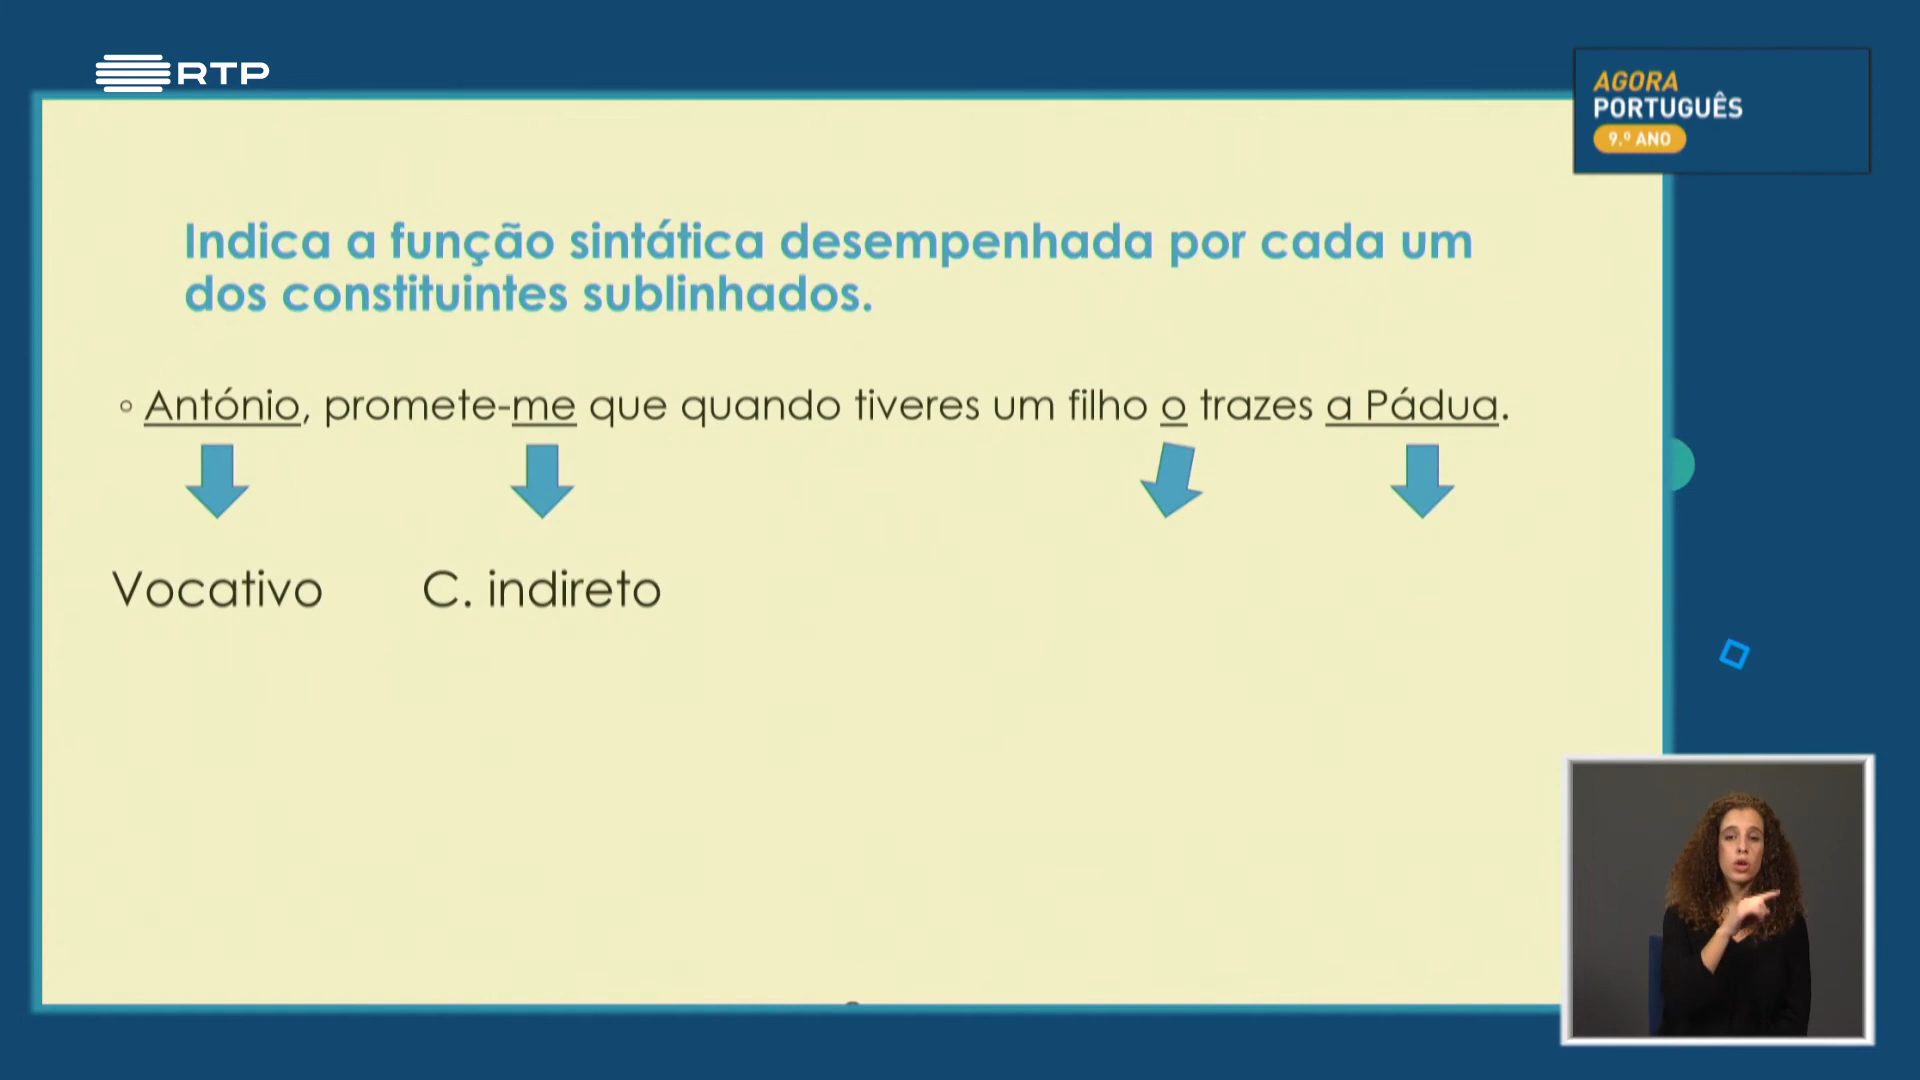 RTP
AGORA
PORTUGUÊS
9.º ANO
Indica a função sintática desempenhada por cada um
dos constituintes sublinhados.
◦ António, promete-me que quando tiveres um filho o trazes a Pádua.
Vocativo C. indireto